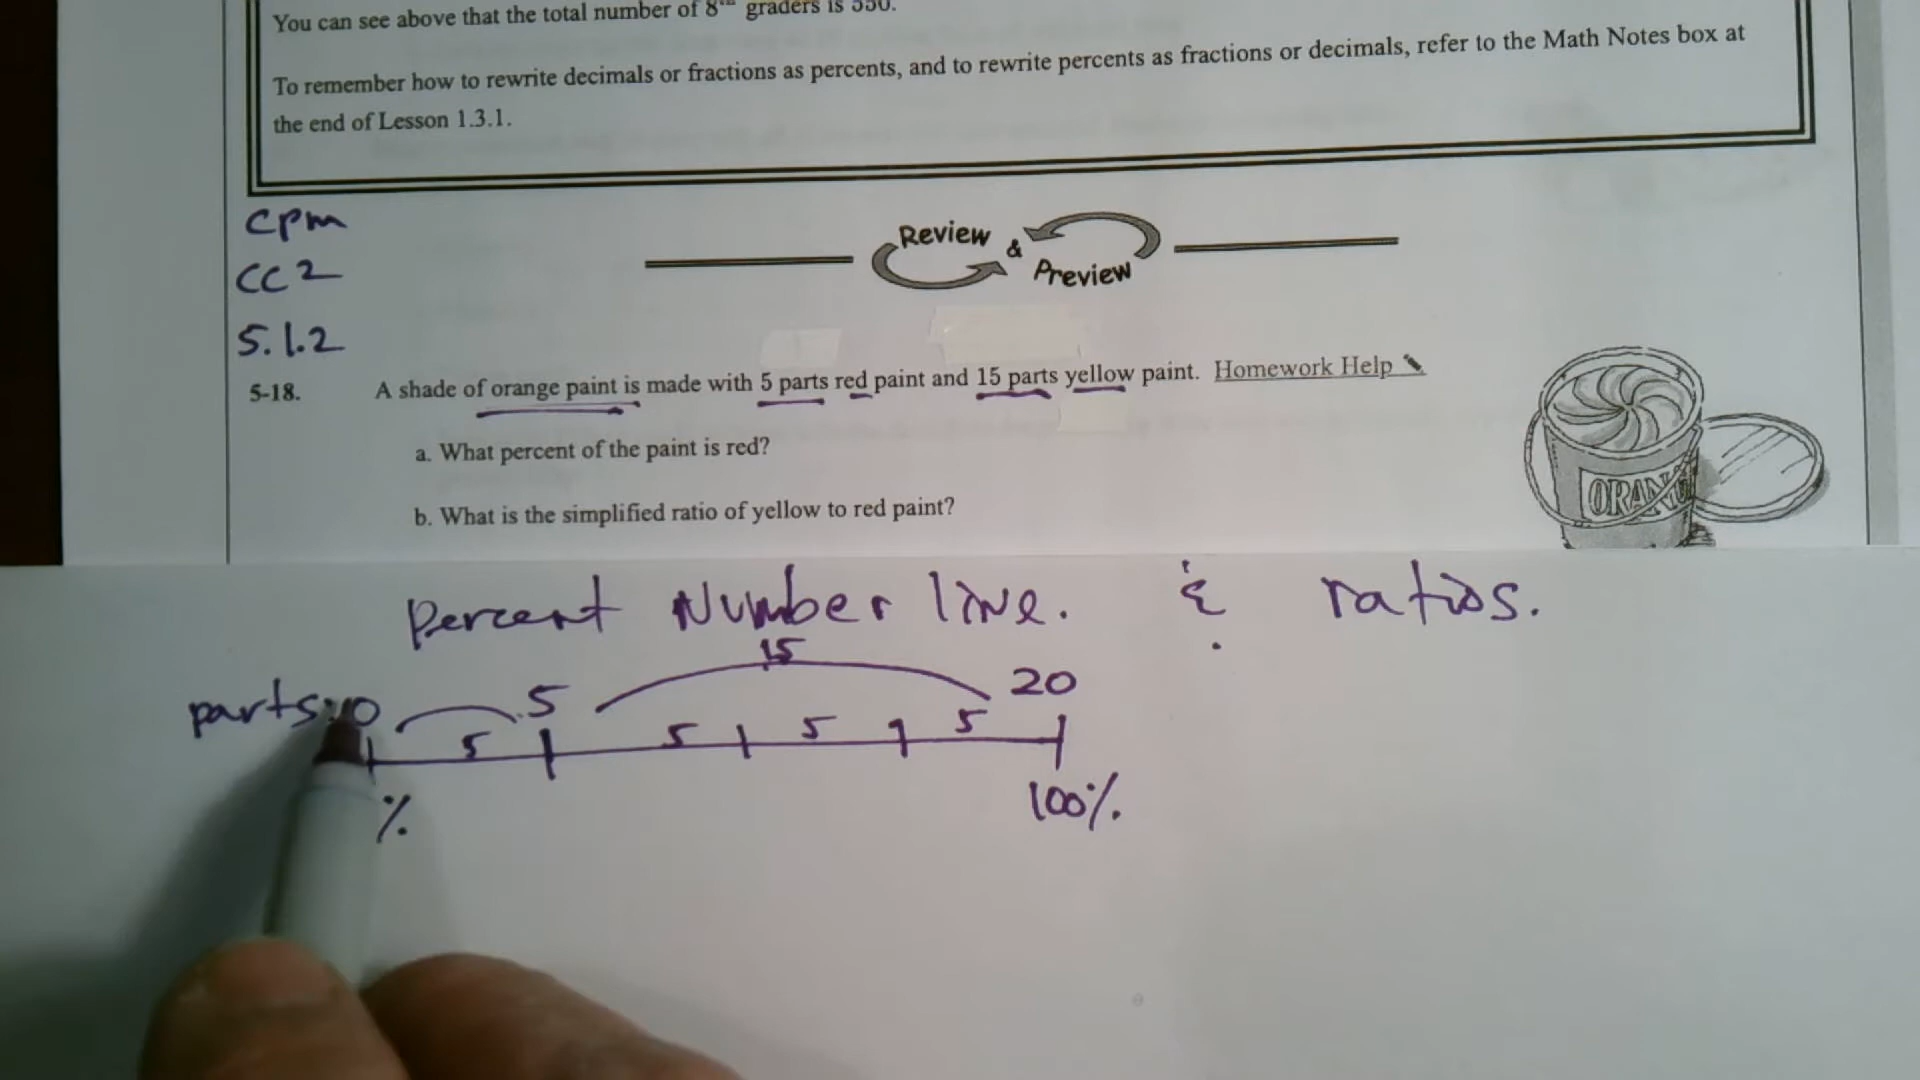 You can see above that the total number of 8th graders is 550.
To remember how to rewrite decimals or fractions as percents, and to rewrite percents as fractions or decimals, refer to the Math Notes box at
the end of Lesson 1.3.1.
CPM
CC2
5.1.2
Review
&
Preview
5-18. A shade of orange paint is made with 5 parts red paint and 15 parts yellow paint. Homework Help
a. What percent of the paint is red?
b. What is the simplified ratio of yellow to red paint?
Percent Number line. & ratios.
15
parts: 0 5 20
5 5 5 5
% 100%